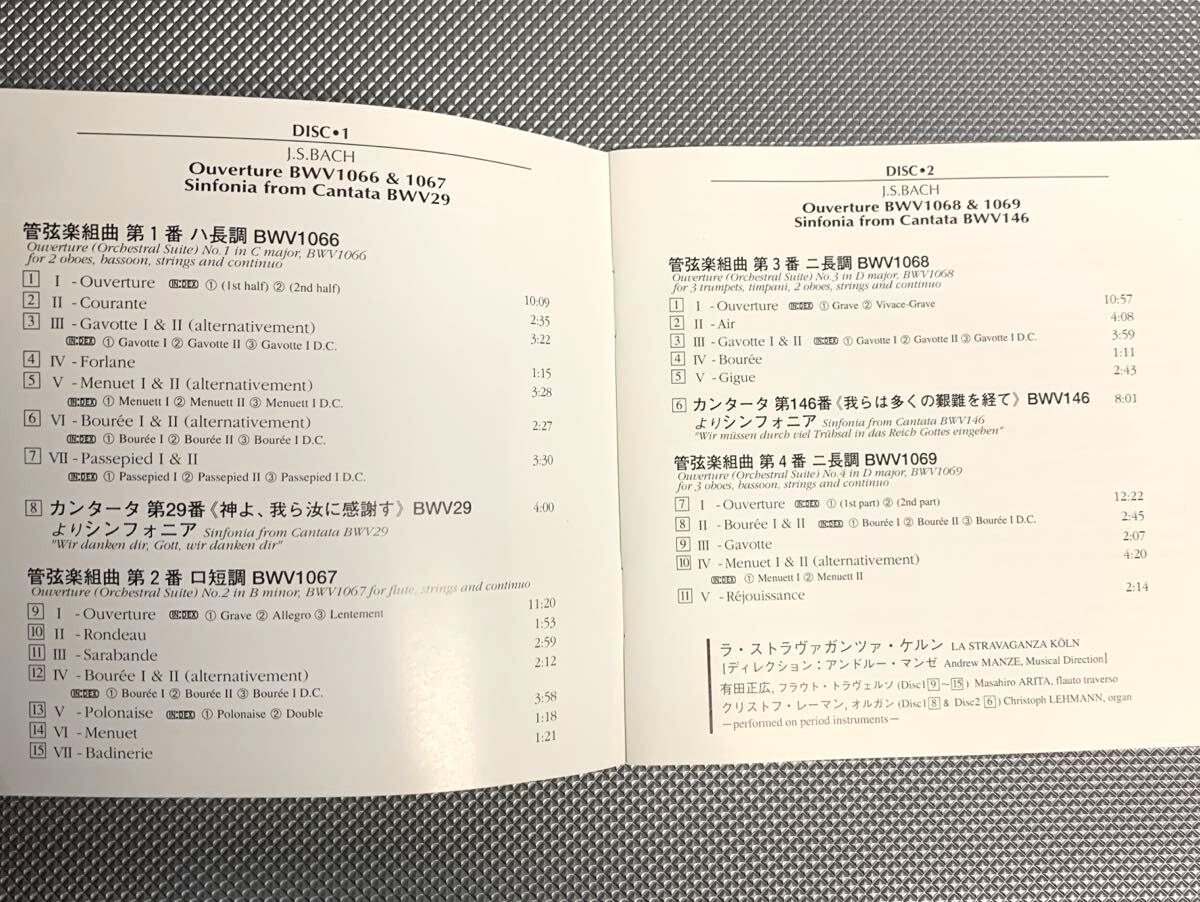 DISC•1
J.S.BACH
Ouverture BWV1066 & 1067
Sinfonia from Cantata BWV29
管弦楽組曲 第1番 ハ長調 BWV1066
Ouverture (Orchestral Suite) No.1 in C major, BWV1066
for 2 oboes, bassoon, strings and continuo
1 I - Ouverture INDEX ① (1st half) ② (2nd half) 10:09
2 II - Courante 2:35
3 III - Gavotte I & II (alternativement) 3:22
INDEX ① Gavotte I ② Gavotte II ③ Gavotte I D.C.
4 IV - Forlane 1:15
5 V - Menuet I & II (alternativement) 3:28
INDEX ① Menuett I ② Menuett II ③ Menuett I D.C.
6 VI - Bourée I & II (alternativement) 2:27
INDEX ① Bourée I ② Bourée II ③ Bourée I D.C.
7 VII - Passepied I & II 3:30
INDEX ① Passepied I ② Passepied II ③ Passepied I D.C.
8 カンタータ 第29番《神よ、我ら汝に感謝す》BWV29 4:00
よりシンフォニア Sinfonia from Cantata BWV29
"Wir danken dir, Gott, wir danken dir"
管弦楽組曲 第2番 ロ短調 BWV1067
Ouverture (Orchestral Suite) No.2 in B minor, BWV1067 for flute, strings and continuo
9 I - Ouverture INDEX ① Grave ② Allegro ③ Lentement 11:20
10 II - Rondeau 1:53
11 III - Sarabande 2:59
12 IV - Bourée I & II (alternativement) 2:12
INDEX ① Bourée I ② Bourée II ③ Bourée I D.C.
13 V - Polonaise INDEX ① Polonaise ② Double 3:58
14 VI - Menuet 1:18
15 VII - Badinerie 1:21
DISC•2
J.S.BACH
Ouverture BWV1068 & 1069
Sinfonia from Cantata BWV146
管弦楽組曲 第3番 ニ長調 BWV1068
Ouverture (Orchestral Suite) No.3 in D major, BWV1068
for 3 trumpets, timpani, 2 oboes, strings and continuo
1 I - Ouverture INDEX ① Grave ② Vivace-Grave 10:57
2 II - Air 4:08
3 III - Gavotte I & II INDEX ① Gavotte I ② Gavotte II ③ Gavotte I D.C. 3:59
4 IV - Bourée 1:11
5 V - Gigue 2:43
6 カンタータ 第146番《我らは多くの艱難を経て》BWV146 8:01
よりシンフォニア Sinfonia from Cantata BWV146
"Wir müssen durch viel Trübsal in das Reich Gottes eingehen"
管弦楽組曲 第4番 ニ長調 BWV1069
Ouverture (Orchestral Suite) No.4 in D major, BWV1069
for 3 oboes, bassoon, strings and continuo
7 I - Ouverture INDEX ① (1st part) ② (2nd part) 12:22
8 II - Bourée I & II INDEX ① Bourée I ② Bourée II ③ Bourée I D.C. 2:45
9 III - Gavotte 2:07
10 IV - Menuet I & II (alternativement) 4:20
INDEX ① Menuett I ② Menuett II
11 V - Réjouissance 2:14
ラ・ストラヴァガンツァ・ケルン LA STRAVAGANZA KÖLN
[ディレクション：アンドルー・マンゼ Andrew MANZE, Musical Direction]
有田正広, フラウト・トラヴェルソ (Disc1 9〜15) Masahiro ARITA, flauto traverso
クリストフ・レーマン, オルガン (Disc1 8 & Disc2 6) Christoph LEHMANN, organ
—performed on period instruments—